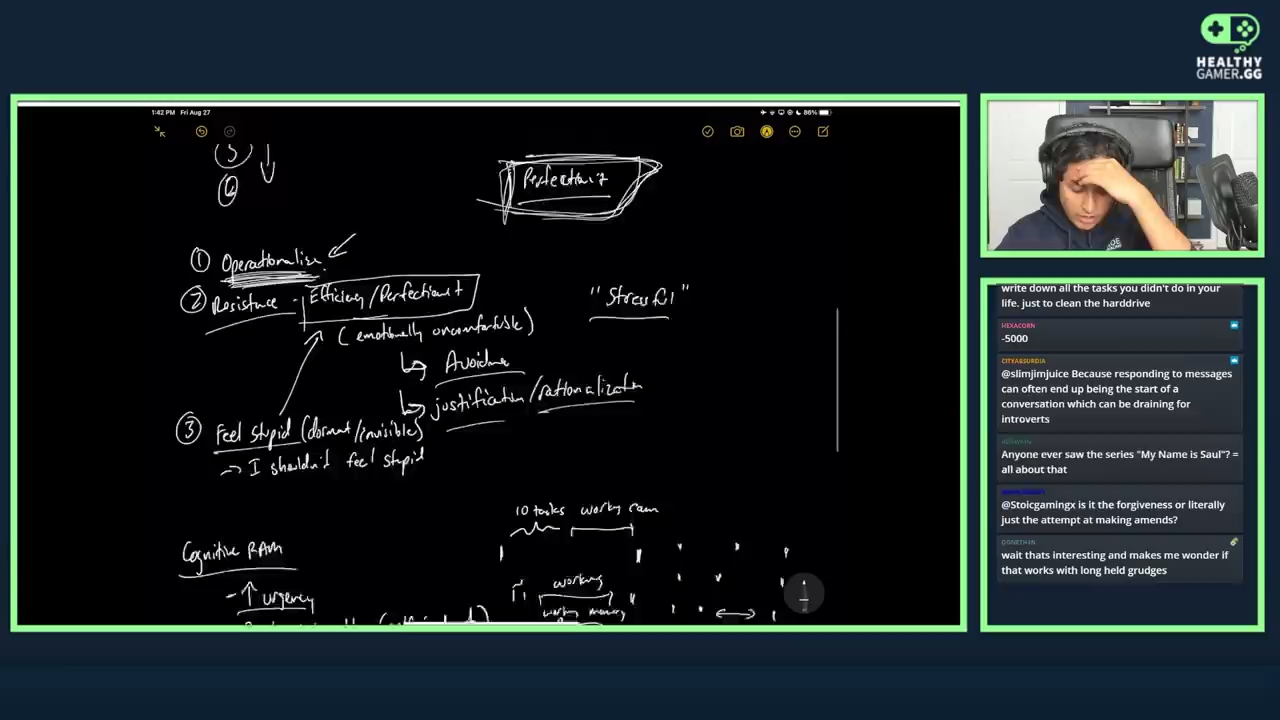 HEALTHY
GAMER.GG
1:42 PM Fri Aug 27
86%
5
6
Perfectionist
① Operationalize
② Resistance - Efficiency/Perfectionist
"Stressful"
(emotionally uncomfortable)
↳ Avoidance
↳ justification/rationalization
③ Feel Stupid (dormant/invisible)
→ I shouldn't feel stupid
10 tasks working ram
Cognitive RAM
- ↑ urgency
working
working memory
write down all the tasks you didn't do in your
life. just to clean the harddrive
HEXACORN
-5000
CITYABSURDIA
@slimjimjuice Because responding to messages
can often end up being the start of a
conversation which can be draining for
introverts
Anyone ever saw the series "My Name is Saul"? =
all about that
@Stoicgamingx is it the forgiveness or literally
just the attempt at making amends?
wait thats interesting and makes me wonder if
that works with long held grudges